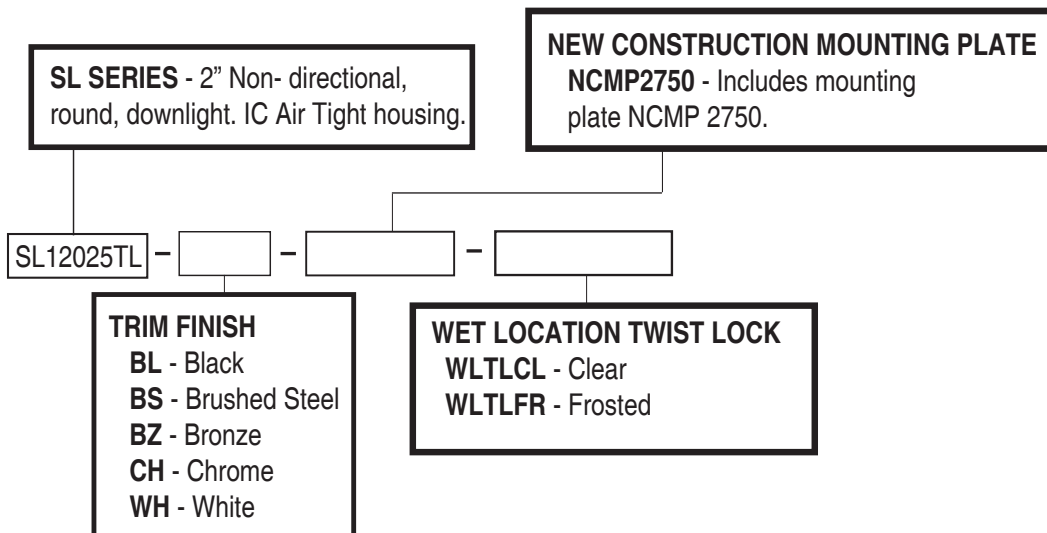 SL SERIES - 2” Non- directional,
round, downlight. IC Air Tight housing.
NEW CONSTRUCTION MOUNTING PLATE
NCMP2750 - Includes mounting
plate NCMP 2750.
SL12025TL – – –
TRIM FINISH
BL - Black
BS - Brushed Steel
BZ - Bronze
CH - Chrome
WH - White
WET LOCATION TWIST LOCK
WLTLCL - Clear
WLTLFR - Frosted